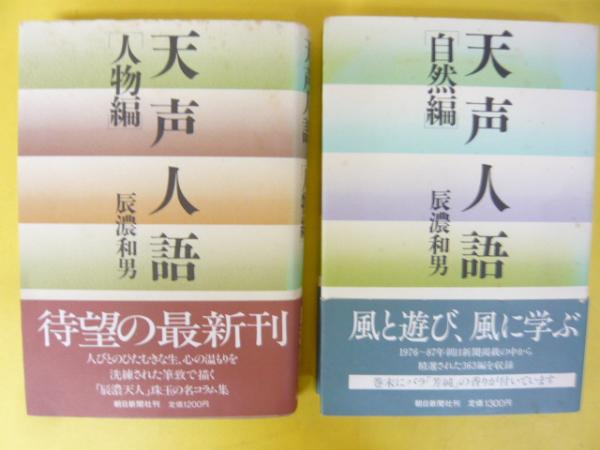 天声人語
[人物編]
辰濃和男
待望の最新刊
人びとのひたむきな生、心の温もりを
洗練された筆致で描く
「辰濃天人」珠玉の名コラム集
朝日新聞社刊 定価1200円
天声人語
[自然編]
辰濃和男
風と遊び、風に学ぶ
1976〜87年朝日新聞掲載の中から
精選された363編を収録
巻末にバラ「芳純」の香りが付いています
朝日新聞社刊 定価1300円